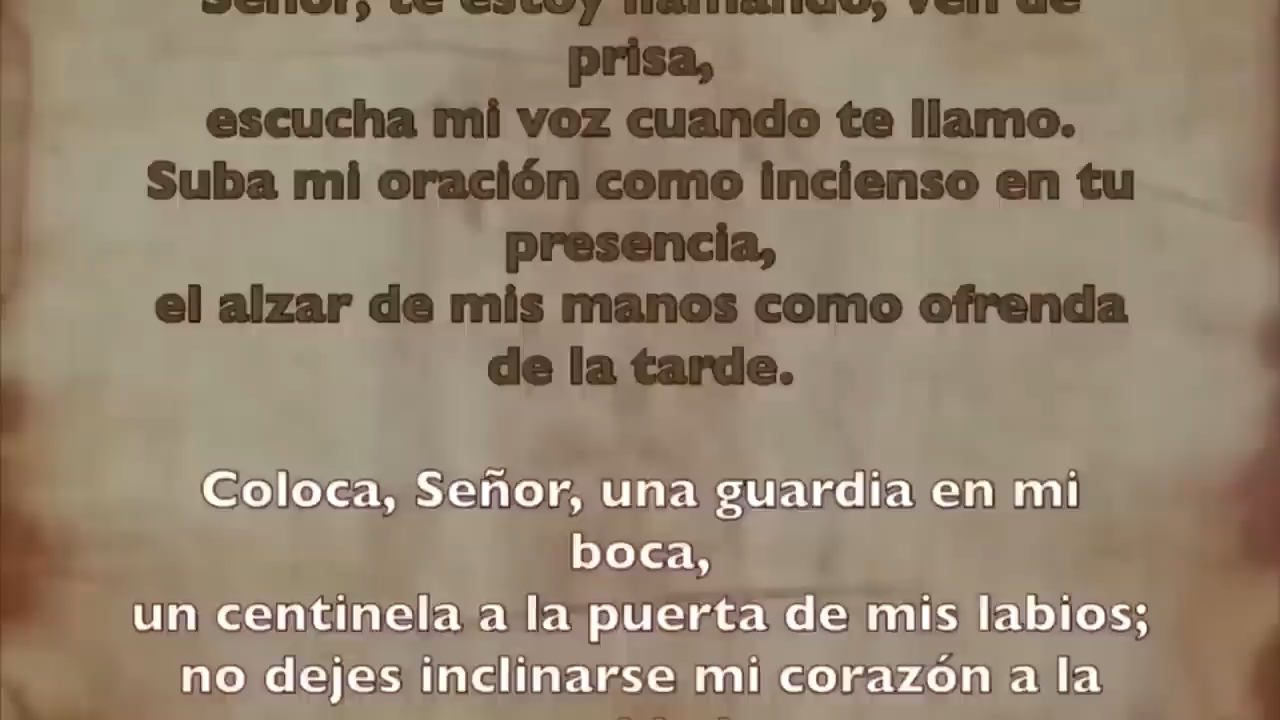 Señor, te estoy llamando, ven de
prisa,
escucha mi voz cuando te llamo.
Suba mi oración como incienso en tu
presencia,
el alzar de mis manos como ofrenda
de la tarde.
Coloca, Señor, una guardia en mi
boca,
un centinela a la puerta de mis labios;
no dejes inclinarse mi corazón a la